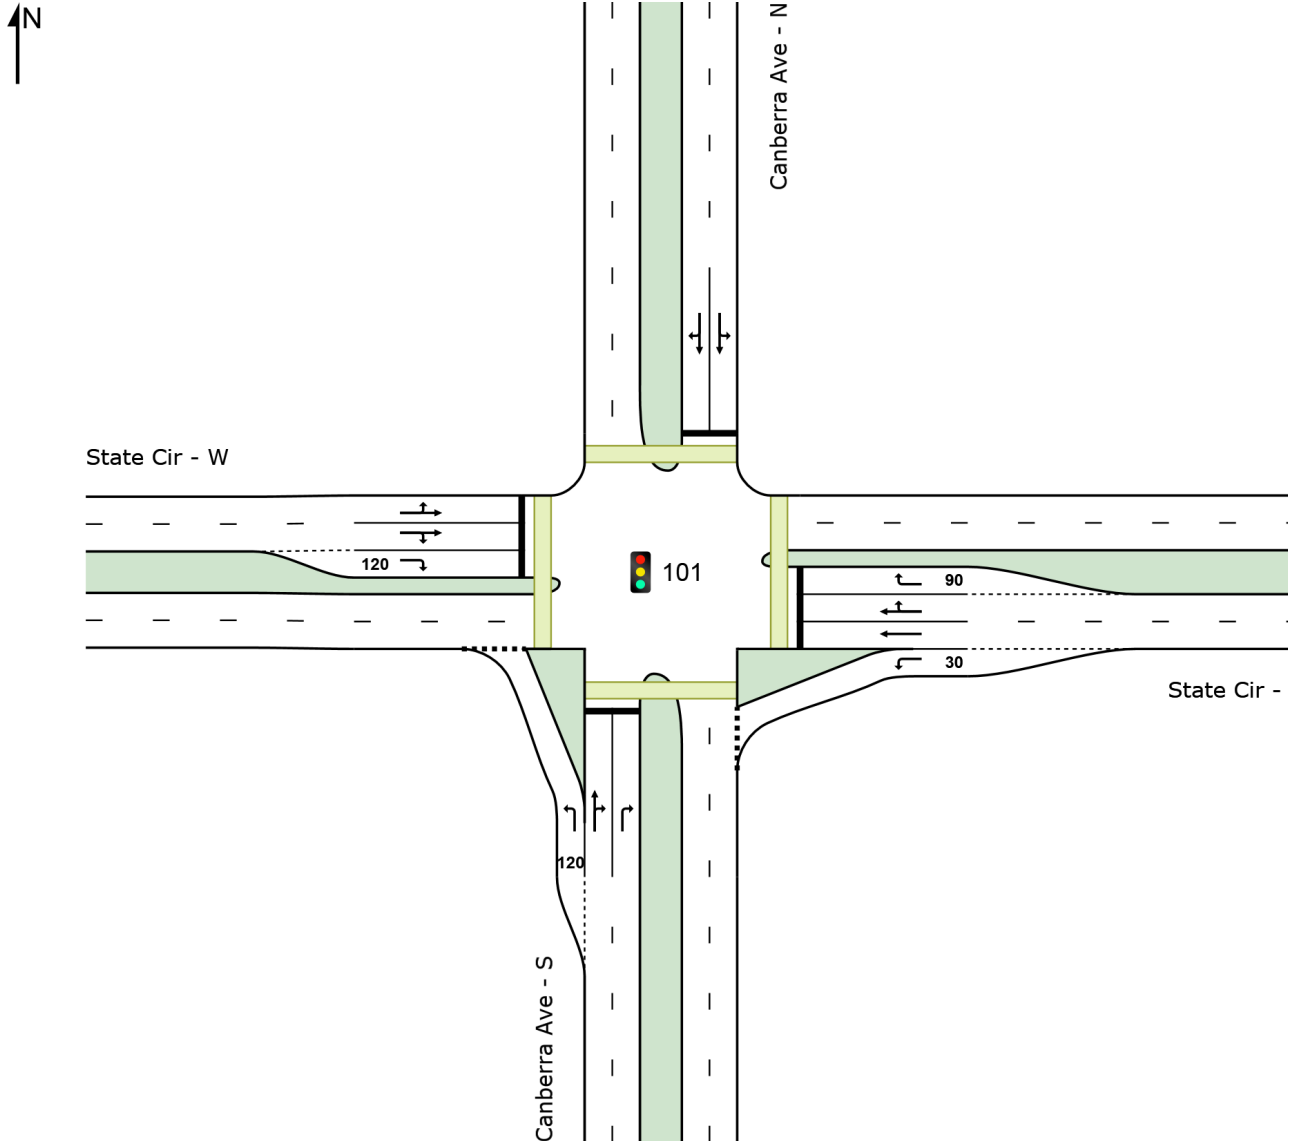 N
Canberra Ave - N
State Cir - W
120
101
90
30
State Cir -
120
Canberra Ave - S